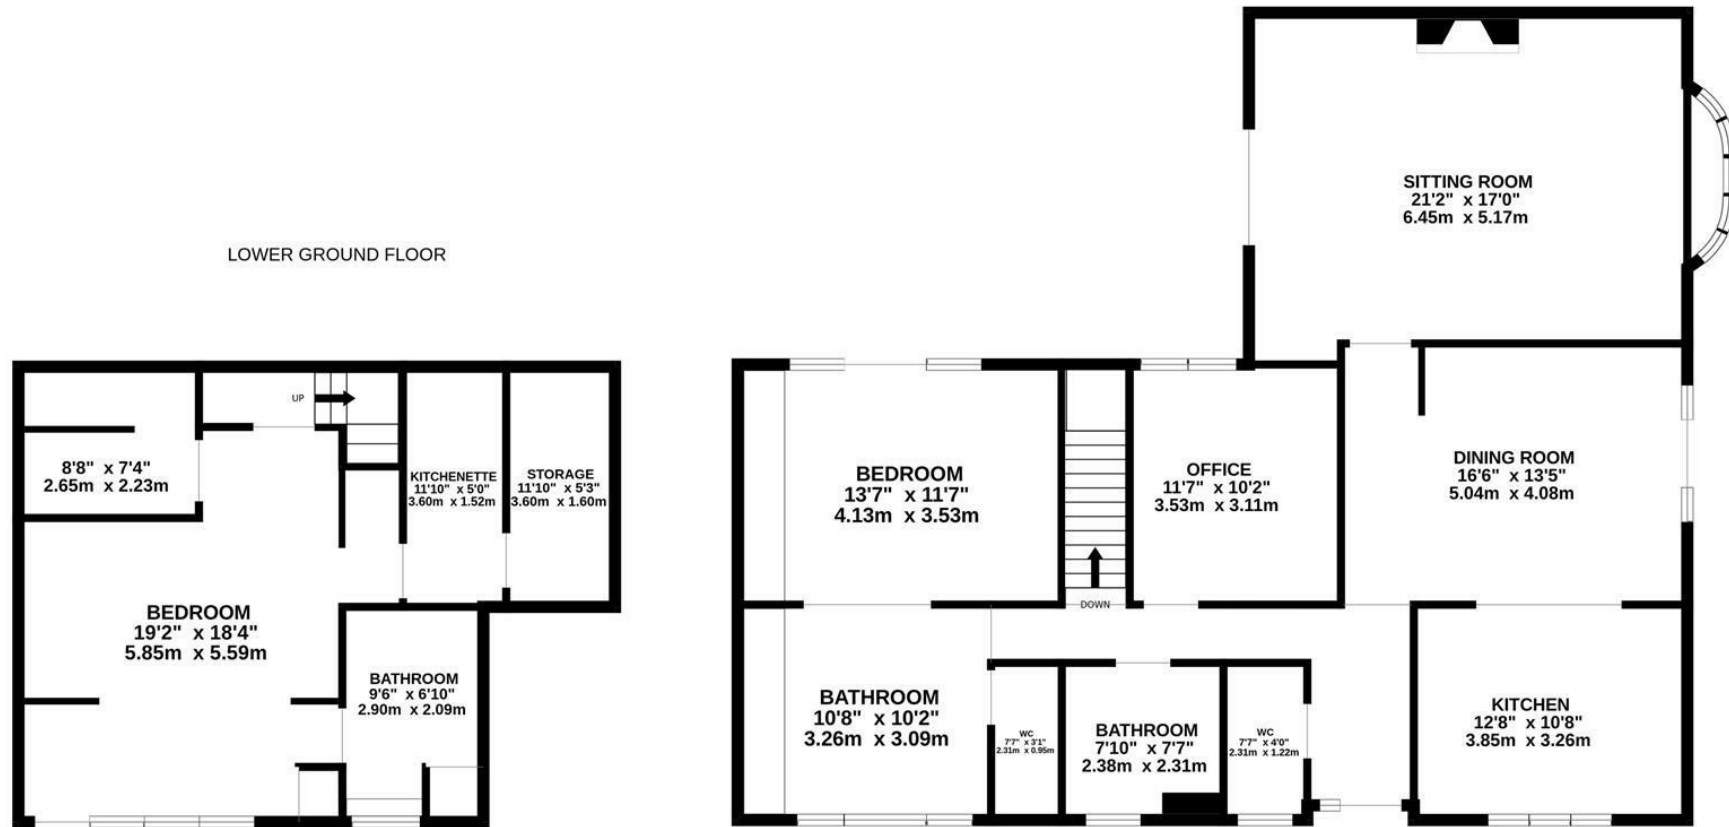 LOWER GROUND FLOOR
UP
8'8" x 7'4"
2.65m x 2.23m
KITCHENETTE
11'10" x 5'0"
3.60m x 1.52m
STORAGE
11'10" x 5'3"
3.60m x 1.60m
BEDROOM
19'2" x 18'4"
5.85m x 5.59m
BATHROOM
9'6" x 6'10"
2.90m x 2.09m
SITTING ROOM
21'2" x 17'0"
6.45m x 5.17m
BEDROOM
13'7" x 11'7"
4.13m x 3.53m
OFFICE
11'7" x 10'2"
3.53m x 3.11m
DINING ROOM
16'6" x 13'5"
5.04m x 4.08m
DOWN
BATHROOM
10'8" x 10'2"
3.26m x 3.09m
WC
7'7" x 3'1"
2.31m x 0.95m
BATHROOM
7'10" x 7'7"
2.38m x 2.31m
WC
7'7" x 4'0"
2.31m x 1.22m
KITCHEN
12'8" x 10'8"
3.85m x 3.26m